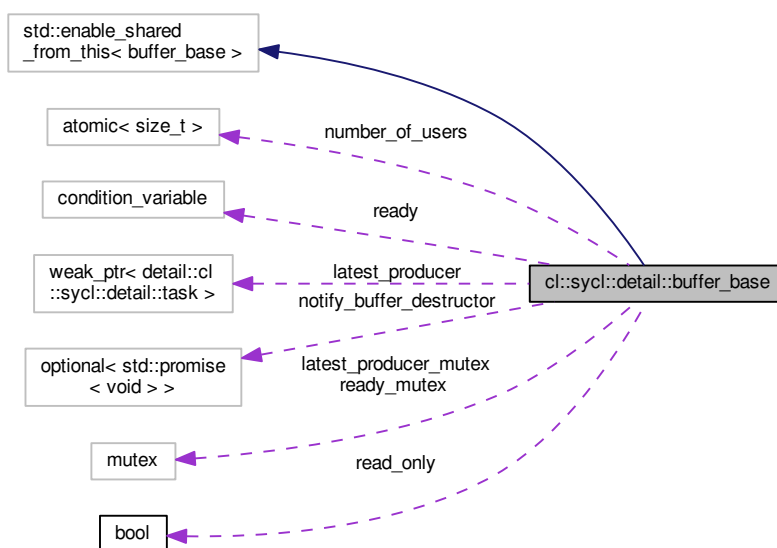 std::enable_shared
_from_this< buffer_base >
atomic< size_t >
number_of_users
condition_variable
ready
weak_ptr< detail::cl
::sycl::detail::task >
latest_producer
cl::sycl::detail::buffer_base
notify_buffer_destructor
optional< std::promise
< void > >
latest_producer_mutex
ready_mutex
mutex
read_only
bool